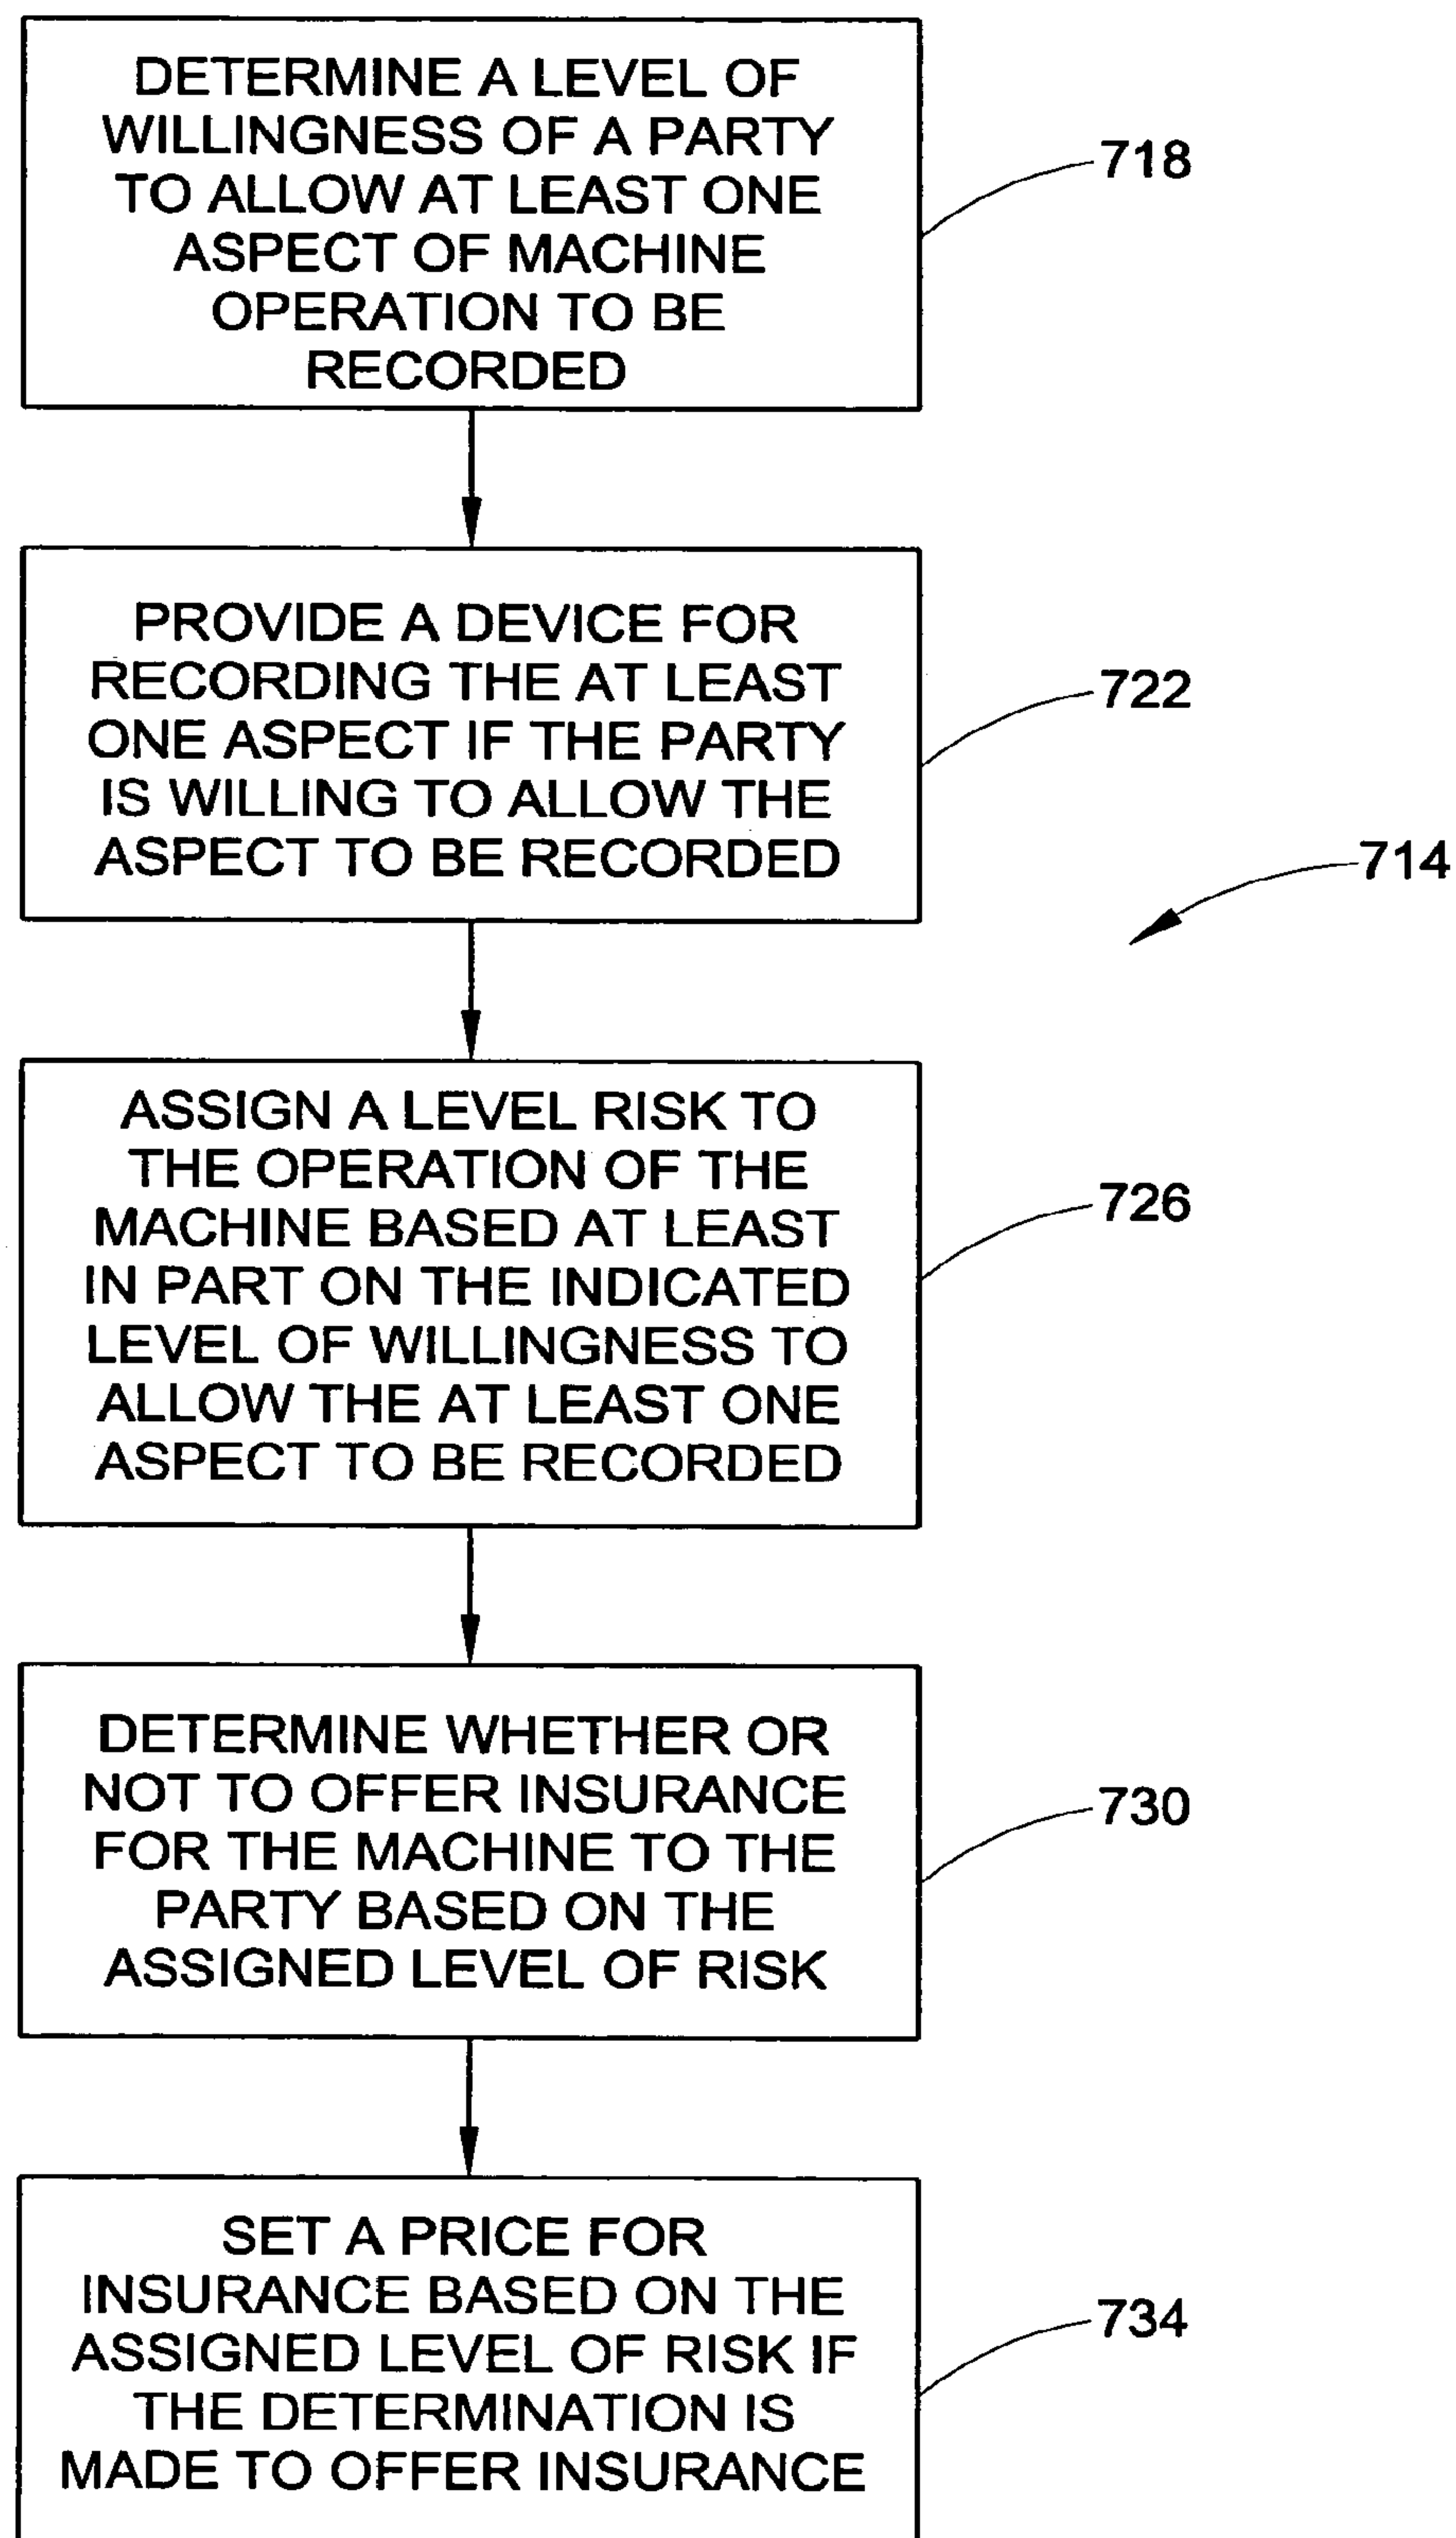 DETERMINE A LEVEL OF
WILLINGNESS OF A PARTY
TO ALLOW AT LEAST ONE
ASPECT OF MACHINE
OPERATION TO BE
RECORDED
718
PROVIDE A DEVICE FOR
RECORDING THE AT LEAST
ONE ASPECT IF THE PARTY
IS WILLING TO ALLOW THE
ASPECT TO BE RECORDED
722
714
ASSIGN A LEVEL RISK TO
THE OPERATION OF THE
MACHINE BASED AT LEAST
IN PART ON THE INDICATED
LEVEL OF WILLINGNESS TO
ALLOW THE AT LEAST ONE
ASPECT TO BE RECORDED
726
DETERMINE WHETHER OR
NOT TO OFFER INSURANCE
FOR THE MACHINE TO THE
PARTY BASED ON THE
ASSIGNED LEVEL OF RISK
730
SET A PRICE FOR
INSURANCE BASED ON THE
ASSIGNED LEVEL OF RISK IF
THE DETERMINATION IS
MADE TO OFFER INSURANCE
734